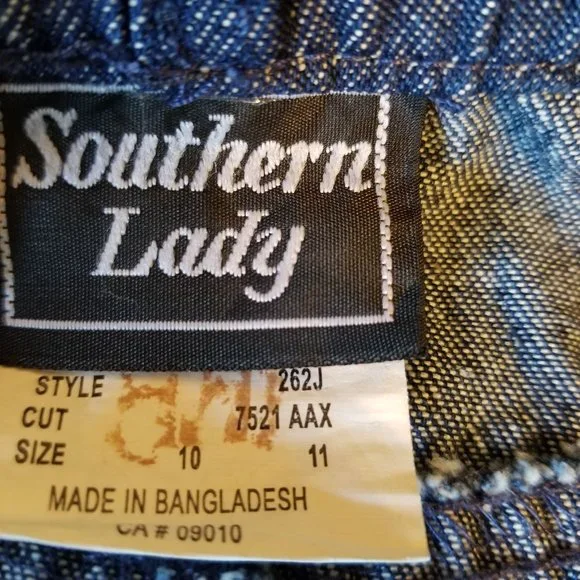 Southern
Lady
STYLE 262J
CUT 7521 AAX
SIZE 10 11
MADE IN BANGLADESH
CA # 09010